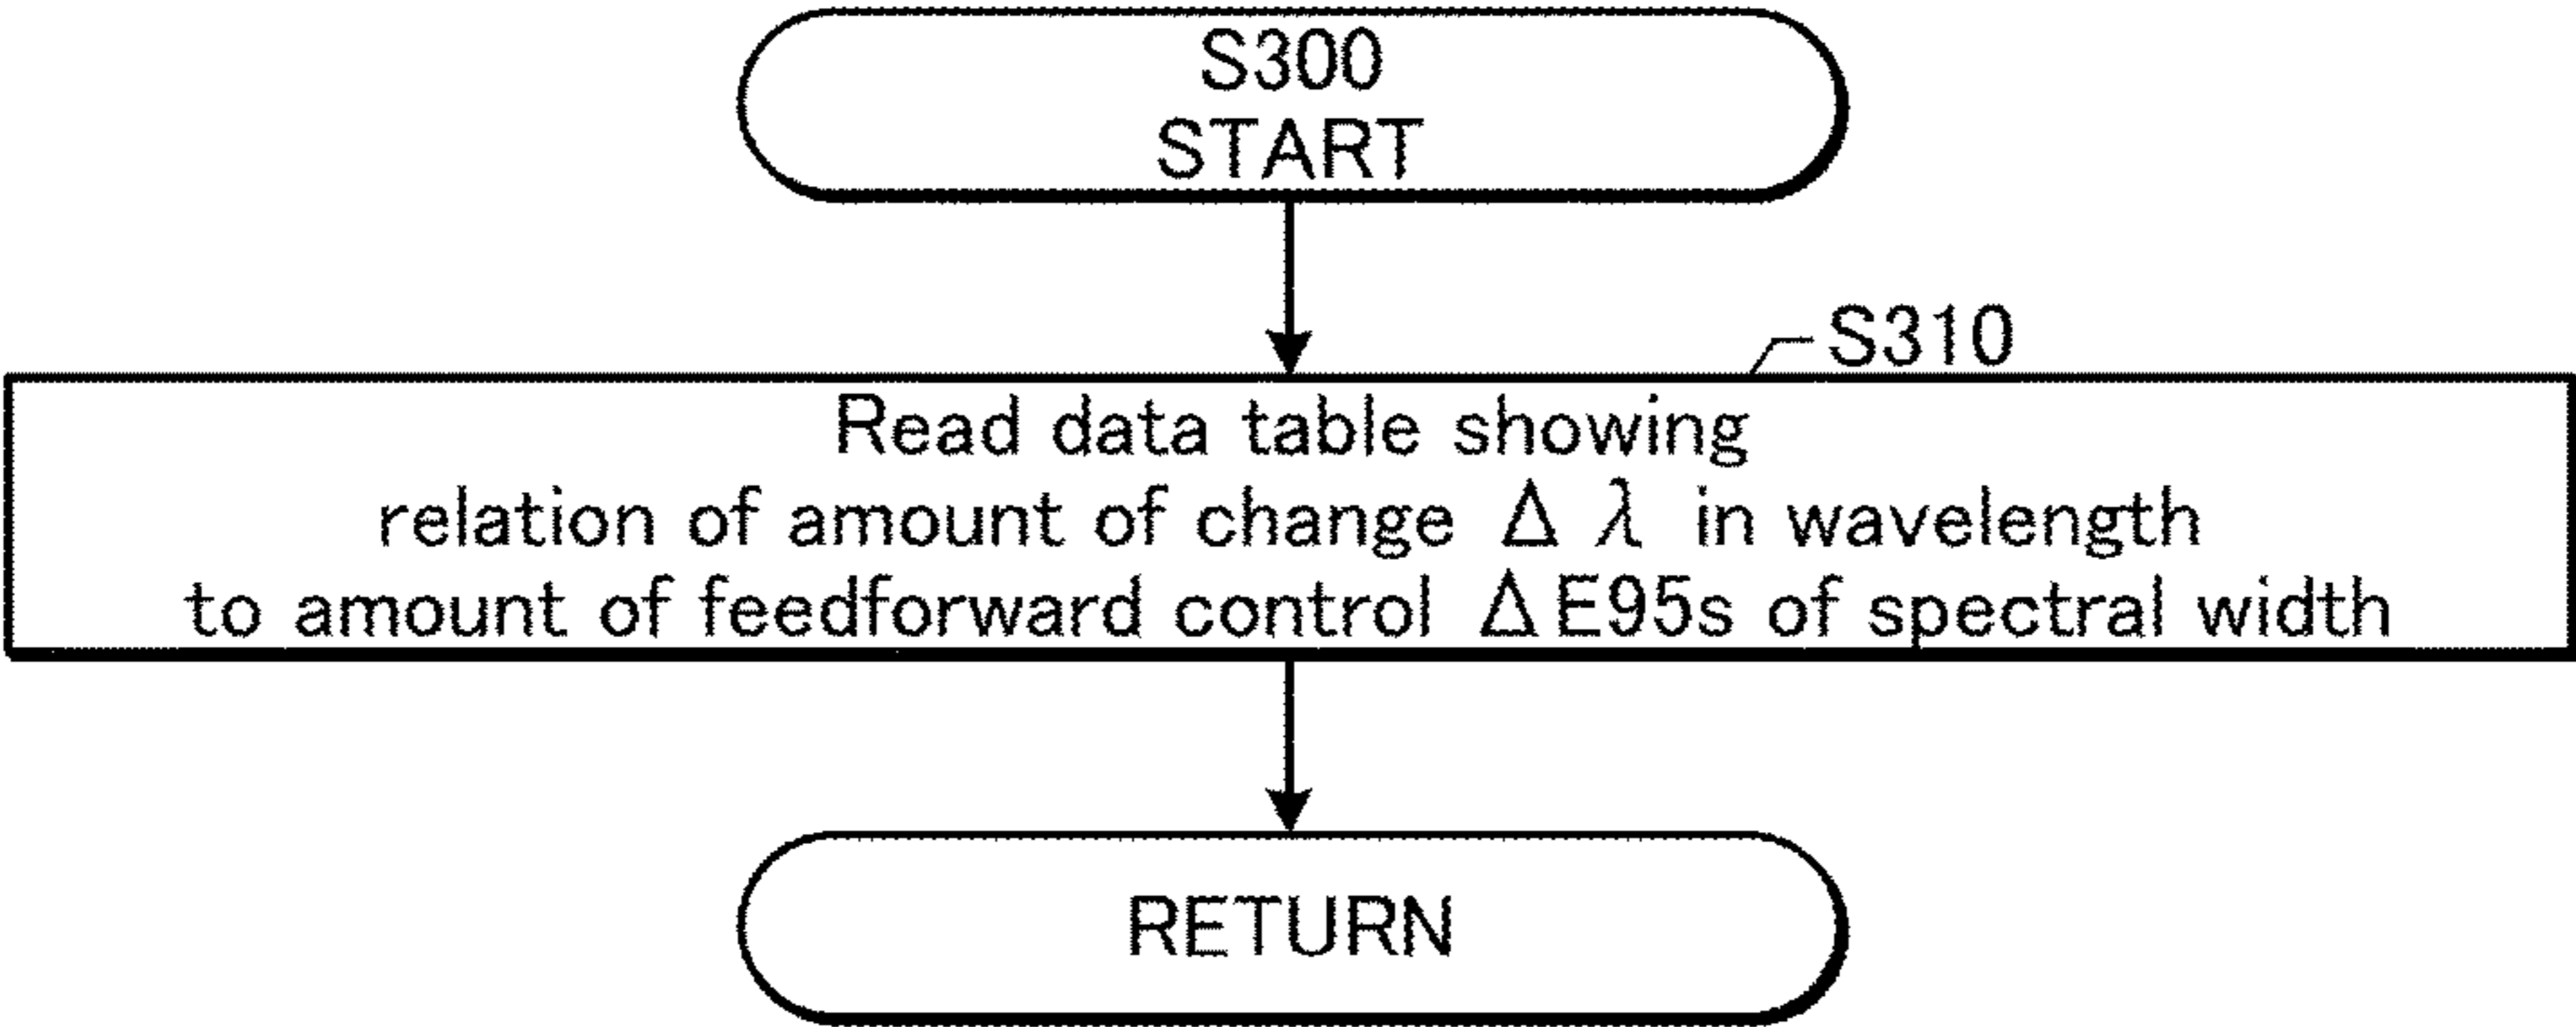 S300
START
S310
Read data table showing
relation of amount of change Δ λ in wavelength
to amount of feedforward control ΔE95s of spectral width
RETURN